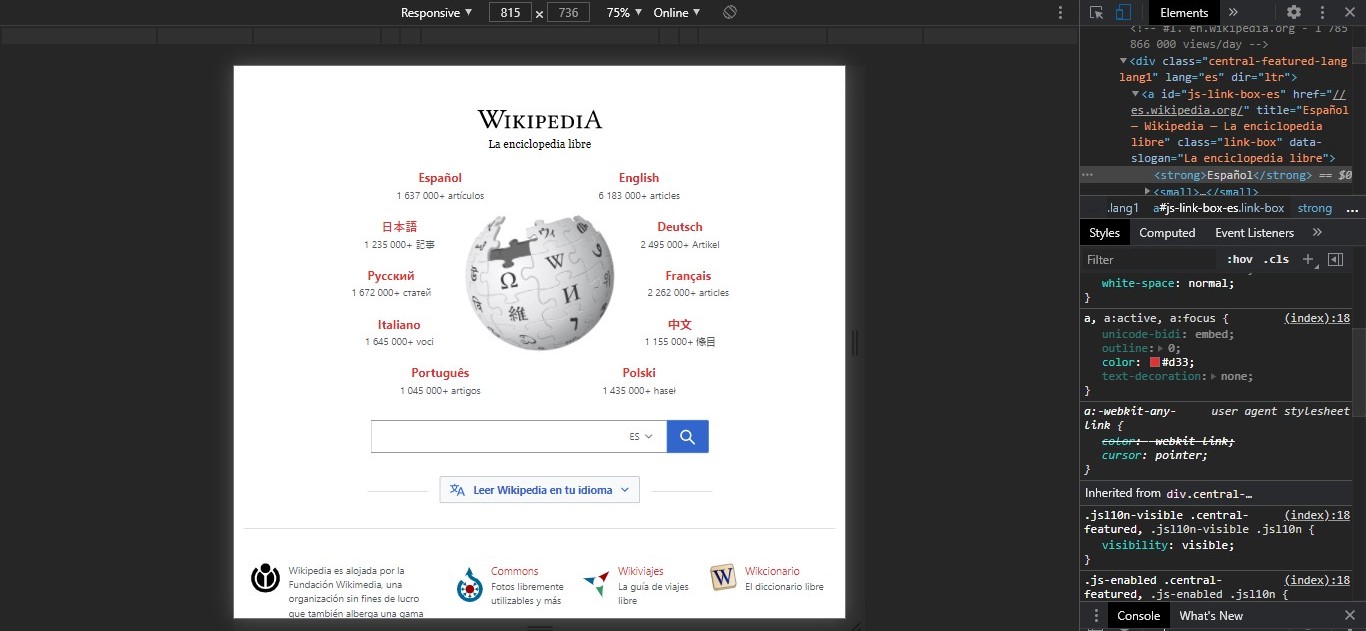 Responsive ▼ 815 x 736 75% ▼ Online ▼
WIKIPEDIA
La enciclopedia libre
Español
1 637 000+ artículos
English
6 183 000+ articles
日本語
1 235 000+ 記事
Deutsch
2 495 000+ Artikel
Русский
1 672 000+ статей
Français
2 262 000+ articles
Italiano
1 645 000+ voci
中文
1 155 000+ 條目
Português
1 045 000+ artigos
Polski
1 435 000+ haseł
Ω W И 維 7
ES
Leer Wikipedia en tu idioma
Wikipedia es alojada por la
Fundación Wikimedia, una
organización sin fines de lucro
que también alberga una gama
Commons
Fotos libremente
utilizables y más
Wikiviajes
La guía de viajes
libre
W
Wikcionario
El diccionario libre
Elements »
<!-- #1. en.wikipedia.org - 1 785
866 000 views/day -->
▼<div class="central-featured-lang
lang1" lang="es" dir="ltr">
▼<a id="js-link-box-es" href="//
es.wikipedia.org/" title="Español
— Wikipedia — La enciclopedia
libre" class="link-box" data-
slogan="La enciclopedia libre">
<strong>Español</strong> == $0
▶<small>…</small>
.lang1 a#js-link-box-es.link-box strong ...
Styles Computed Event Listeners »
Filter :hov .cls +
white-space: normal;
}
a, a:active, a:focus { (index):18
unicode-bidi: embed;
outline:▶ 0;
color: #d33;
text-decoration:▶ none;
}
a:-webkit-any- user agent stylesheet
link {
color: -webkit-link;
cursor: pointer;
}
Inherited from div.central-…
.jsl10n-visible .central- (index):18
featured, .jsl10n-visible .jsl10n {
visibility: visible;
}
.js-enabled .central- (index):18
featured, .js-enabled .jsl10n {
Console What's New